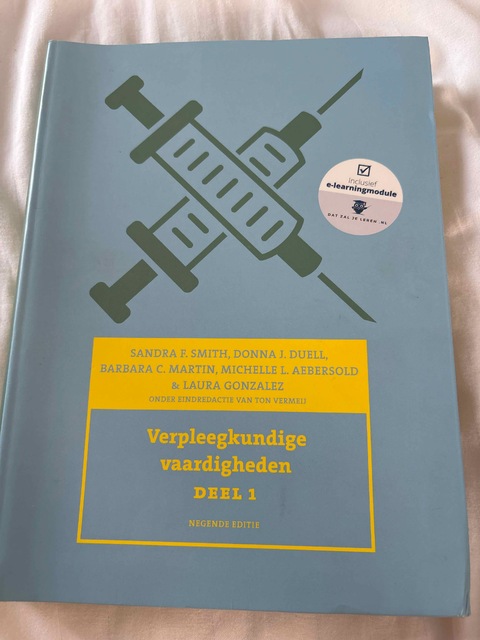 inclusief
e-learningmodule
DAT ZAL JE LEREN .NL
SANDRA F. SMITH, DONNA J. DUELL,
BARBARA C. MARTIN, MICHELLE L. AEBERSOLD
& LAURA GONZALEZ
ONDER EINDREDACTIE VAN TON VERMEIJ
Verpleegkundige
vaardigheden
DEEL 1
NEGENDE EDITIE